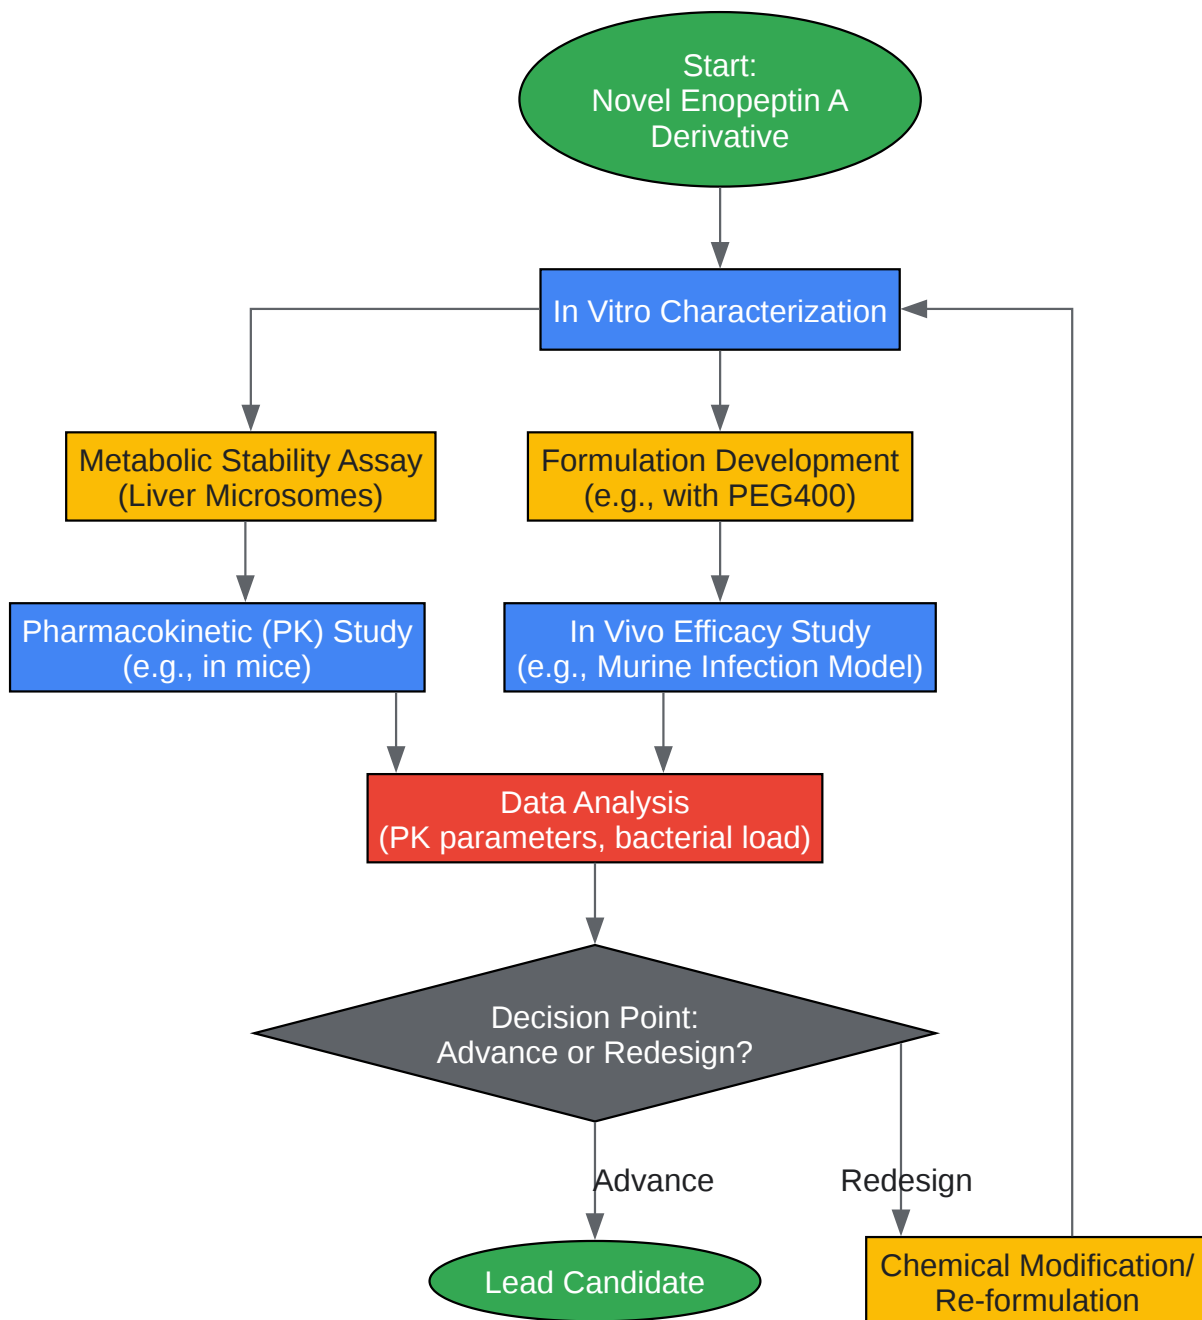 Start:
Novel Enopeptin A
Derivative
In Vitro Characterization
Metabolic Stability Assay
(Liver Microsomes)
Formulation Development
(e.g., with PEG400)
Pharmacokinetic (PK) Study
(e.g., in mice)
In Vivo Efficacy Study
(e.g., Murine Infection Model)
Data Analysis
(PK parameters, bacterial load)
Decision Point:
Advance or Redesign?
Advance
Redesign
Lead Candidate
Chemical Modification/
Re-formulation